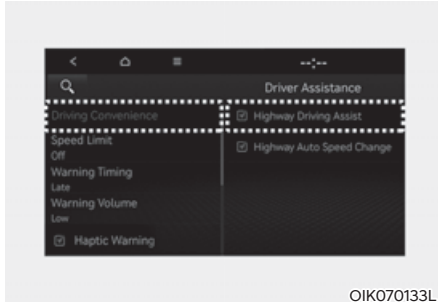 --:--
Driver Assistance
Driving Convenience
Highway Driving Assist
Speed Limit
Off
Highway Auto Speed Change
Warning Timing
Late
Warning Volume
Low
Haptic Warning
OIK070133L